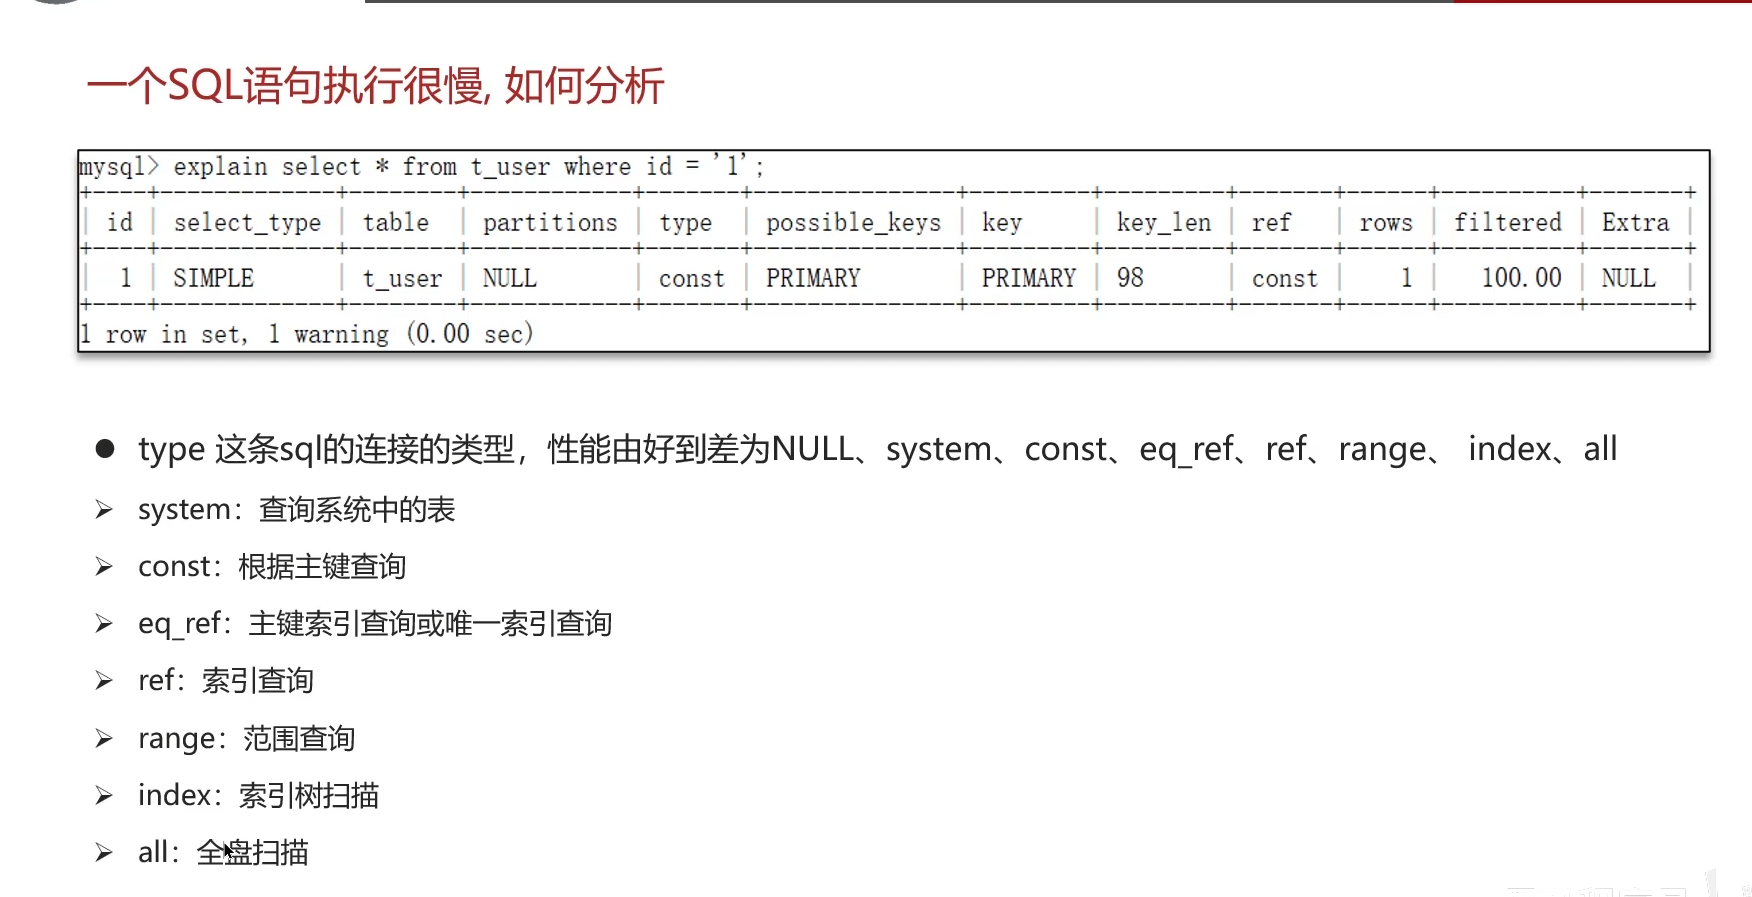 一个SQL语句执行很慢, 如何分析
mysql> explain select * from t_user where id = '1';
+----+-------------+--------+------------+-------+---------------+---------+---------+-------+------+----------+-------+
| id | select_type | table | partitions | type | possible_keys | key | key_len | ref | rows | filtered | Extra |
+----+-------------+--------+------------+-------+---------------+---------+---------+-------+------+----------+-------+
| 1 | SIMPLE | t_user | NULL | const | PRIMARY | PRIMARY | 98 | const | 1 | 100.00 | NULL |
+----+-------------+--------+------------+-------+---------------+---------+---------+-------+------+----------+-------+
1 row in set, 1 warning (0.00 sec)
● type 这条sql的连接的类型，性能由好到差为NULL、system、const、eq_ref、ref、range、 index、all
➢ system：查询系统中的表
➢ const：根据主键查询
➢ eq_ref：主键索引查询或唯一索引查询
➢ ref：索引查询
➢ range：范围查询
➢ index：索引树扫描
➢ all：全盘扫描